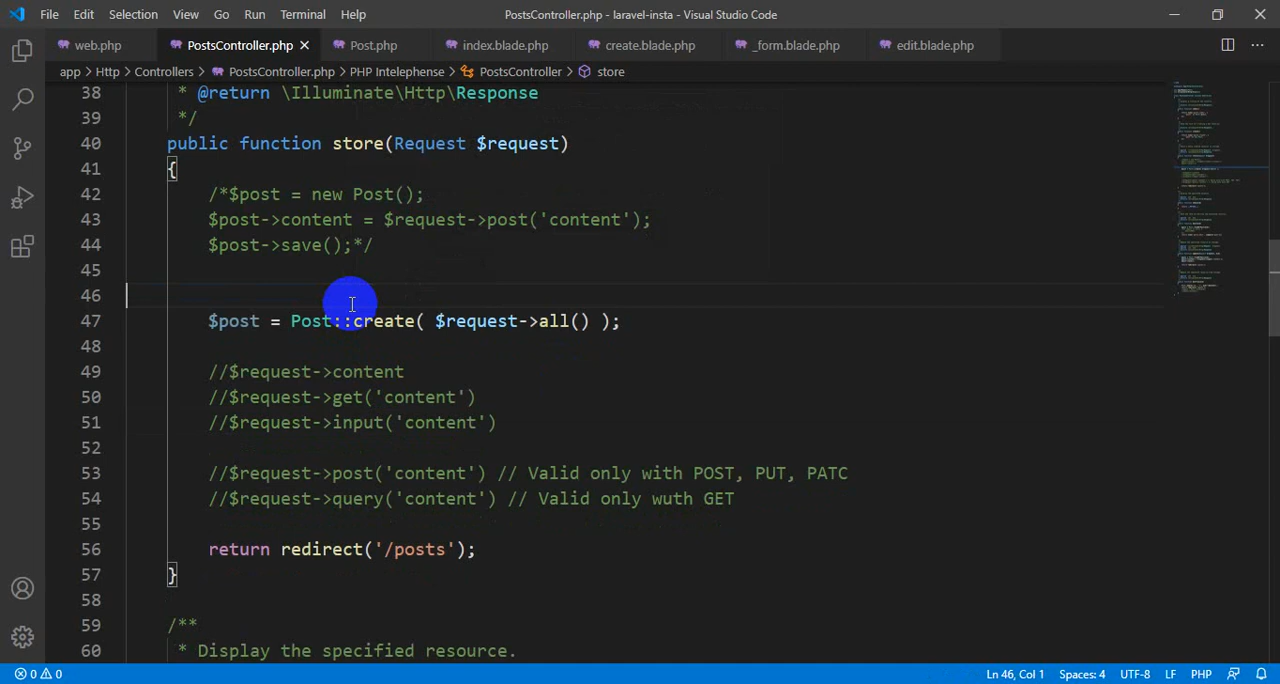 File Edit Selection View Go Run Terminal Help PostsController.php - laravel-insta - Visual Studio Code
web.php PostsController.php Post.php index.blade.php create.blade.php _form.blade.php edit.blade.php
app > Http > Controllers > PostsController.php > PHP Intelephense > PostsController > store
38 * @return \Illuminate\Http\Response
39 */
40 public function store(Request $request)
41 {
42 /*$post = new Post();
43 $post->content = $request->post('content');
44 $post->save();*/
45
46
47 $post = Post::create( $request->all() );
48
49 //$request->content
50 //$request->get('content')
51 //$request->input('content')
52
53 //$request->post('content') // Valid only with POST, PUT, PATC
54 //$request->query('content') // Valid only wuth GET
55
56 return redirect('/posts');
57 }
58
59 /**
60 * Display the specified resource.
0 0 Ln 46, Col 1 Spaces: 4 UTF-8 LF PHP